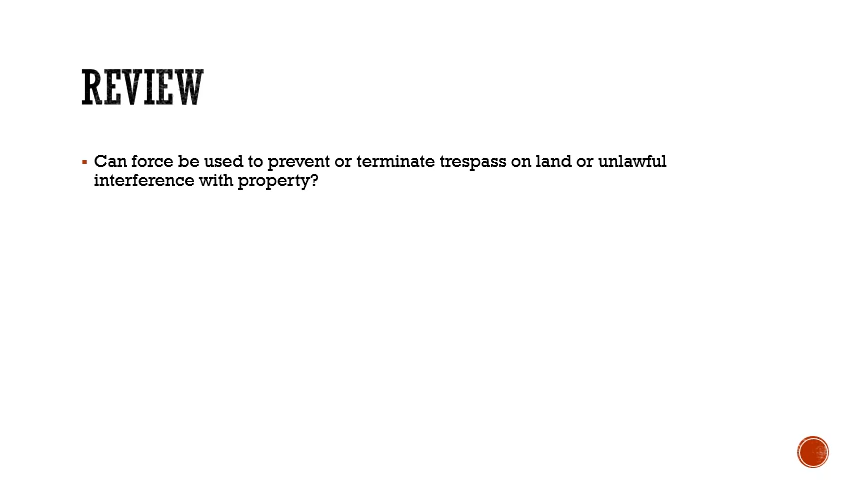 REVIEW
▪ Can force be used to prevent or terminate trespass on land or unlawful
interference with property?